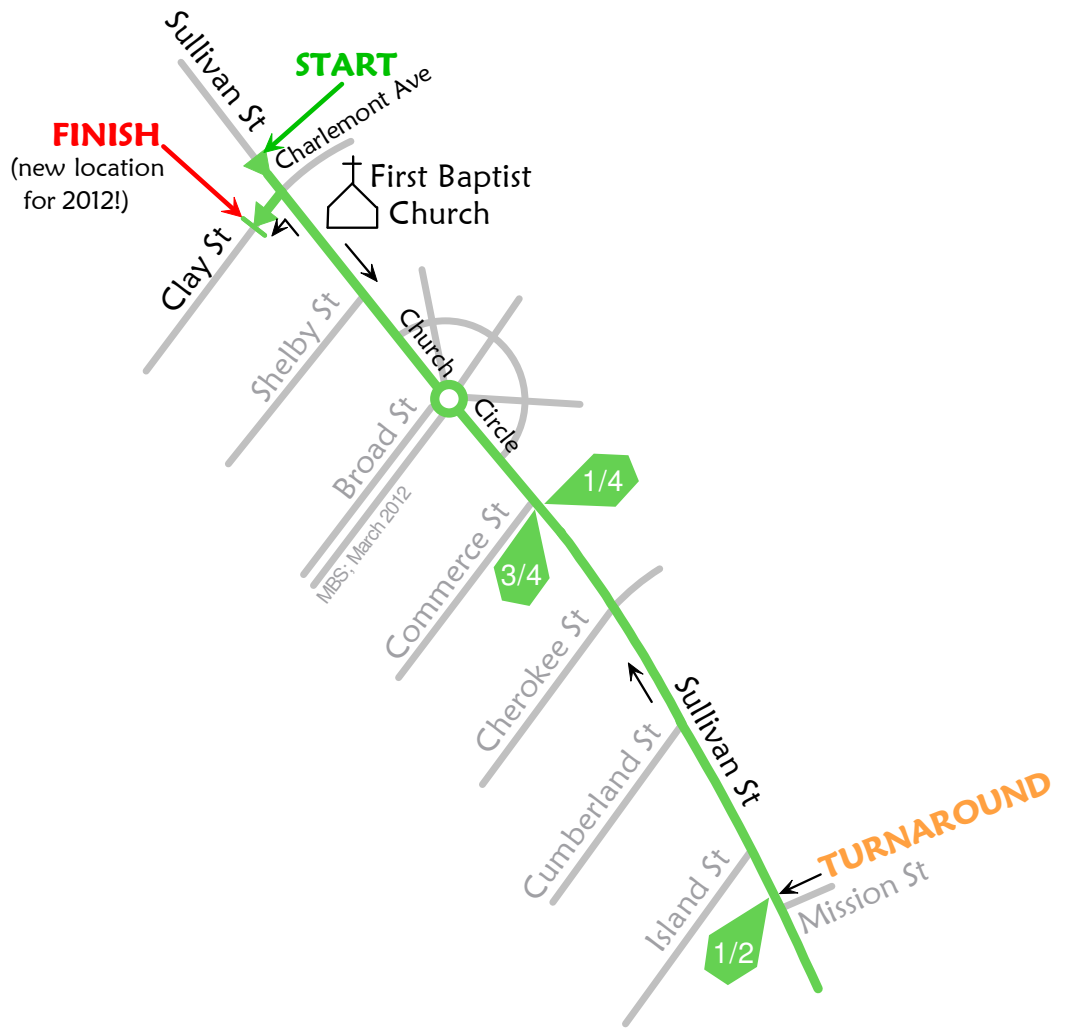 Sullivan St
START
Charlemont Ave
FINISH
(new location
for 2012!)
First Baptist
Church
Clay St
Shelby St
Church
Circle
Broad St
MBS; March 2012
1/4
Commerce St
3/4
Cherokee St
Sullivan St
Cumberland St
TURNAROUND
Mission St
Island St
1/2